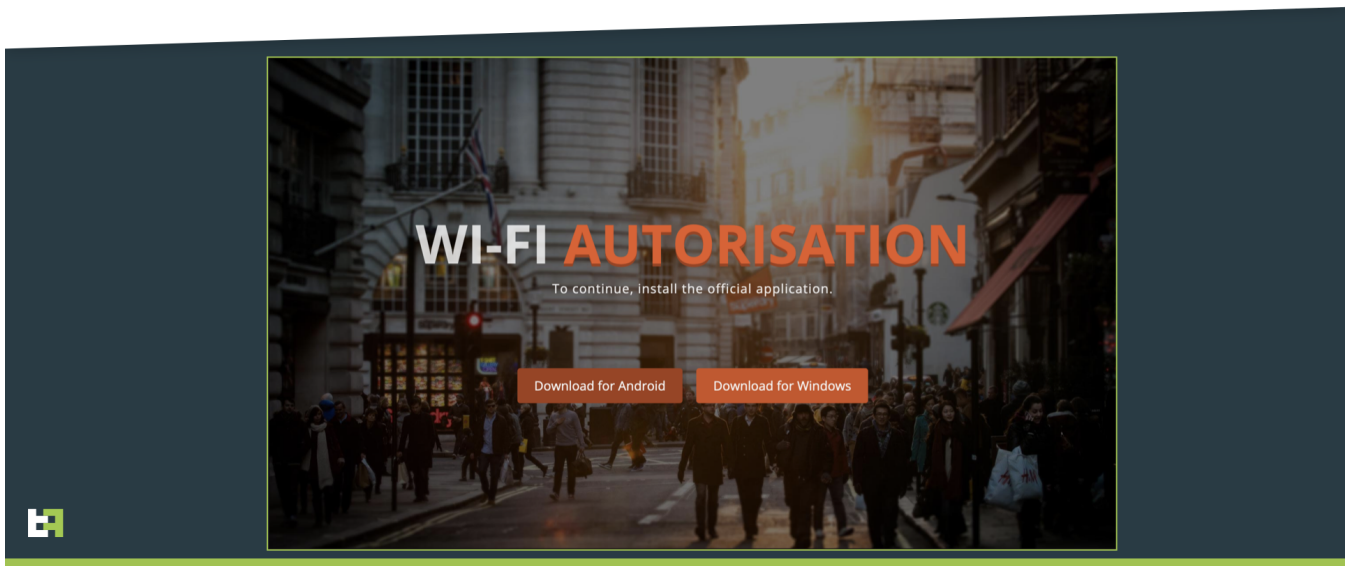 WI-FI AUTORISATION
To continue, install the official application.
Download for Android
Download for Windows